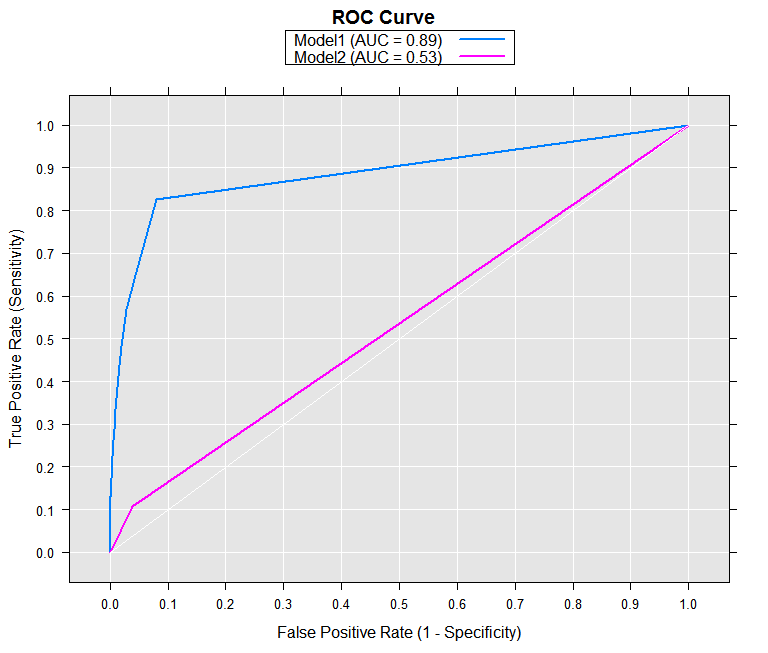 ROC Curve
Model1 (AUC = 0.89)
Model2 (AUC = 0.53)
True Positive Rate (Sensitivity)
1.0
0.9
0.8
0.7
0.6
0.5
0.4
0.3
0.2
0.1
0.0
0.0 0.1 0.2 0.3 0.4 0.5 0.6 0.7 0.8 0.9 1.0
False Positive Rate (1 - Specificity)